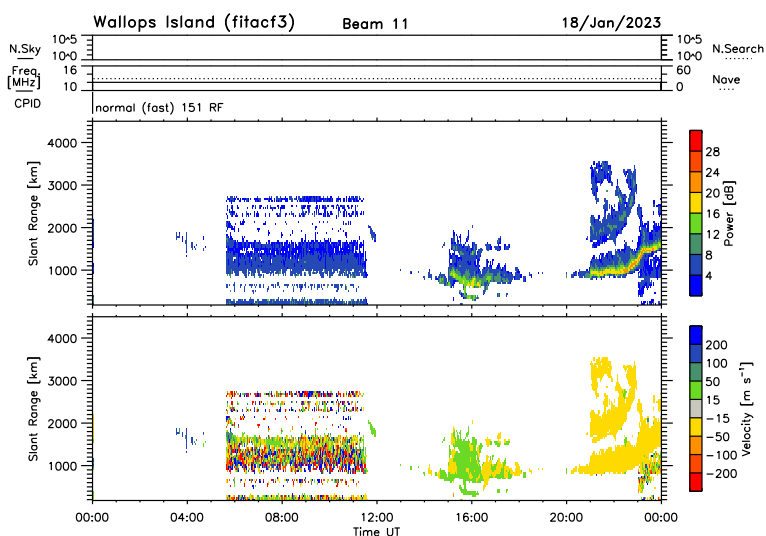 Wallops Island (fitacf3) Beam 11 18/Jan/2023
N.Sky 10^5 10^0 10^5 10^0 N.Search
Freq. [MHz] 16 10 60 0 Nave
CPID normal (fast) 151 RF
Slant Range [km]
4000
3000
2000
1000
28
24
20
16
12
8
4
Power [dB]
Slant Range [km]
4000
3000
2000
1000
200
100
50
15
-15
-50
-100
-200
Velocity [m s⁻¹]
00:00 04:00 08:00 12:00 16:00 20:00 00:00
Time UT